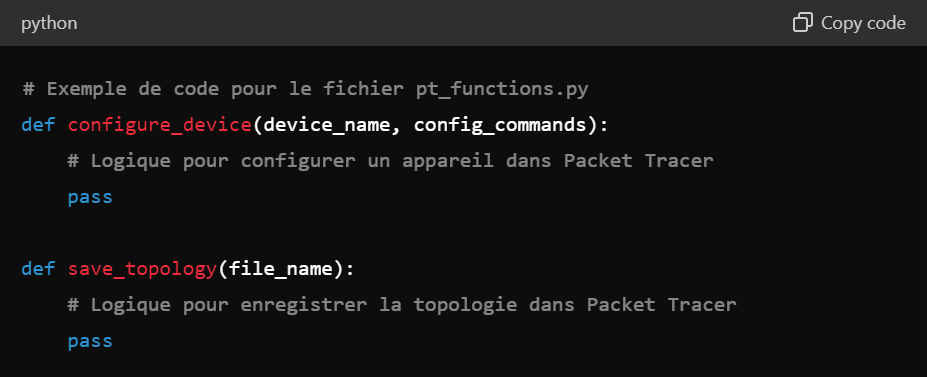 python
Copy code
# Exemple de code pour le fichier pt_functions.py
def configure_device(device_name, config_commands):
    # Logique pour configurer un appareil dans Packet Tracer
    pass
def save_topology(file_name):
    # Logique pour enregistrer la topologie dans Packet Tracer
    pass